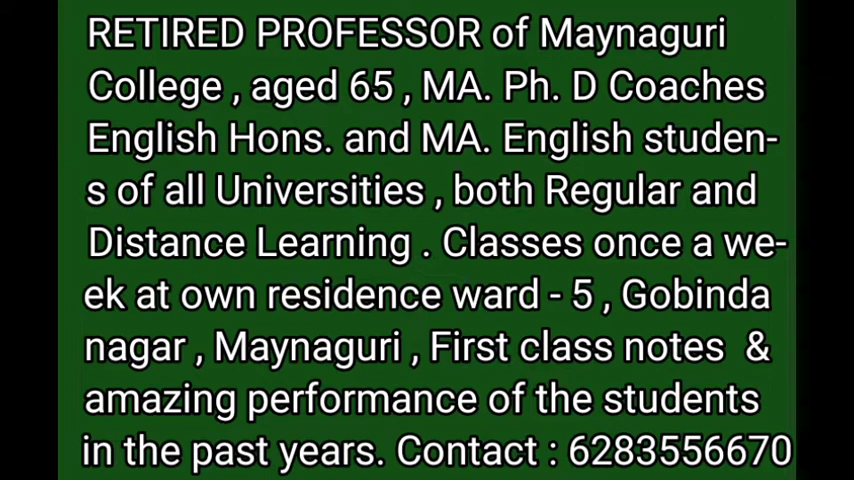 RETIRED PROFESSOR of Maynaguri
College , aged 65 , MA. Ph. D Coaches
English Hons. and MA. English studen-
s of all Universities , both Regular and
Distance Learning . Classes once a we-
ek at own residence ward - 5 , Gobinda
nagar , Maynaguri , First class notes & 
amazing performance of the students
in the past years. Contact : 6283556670